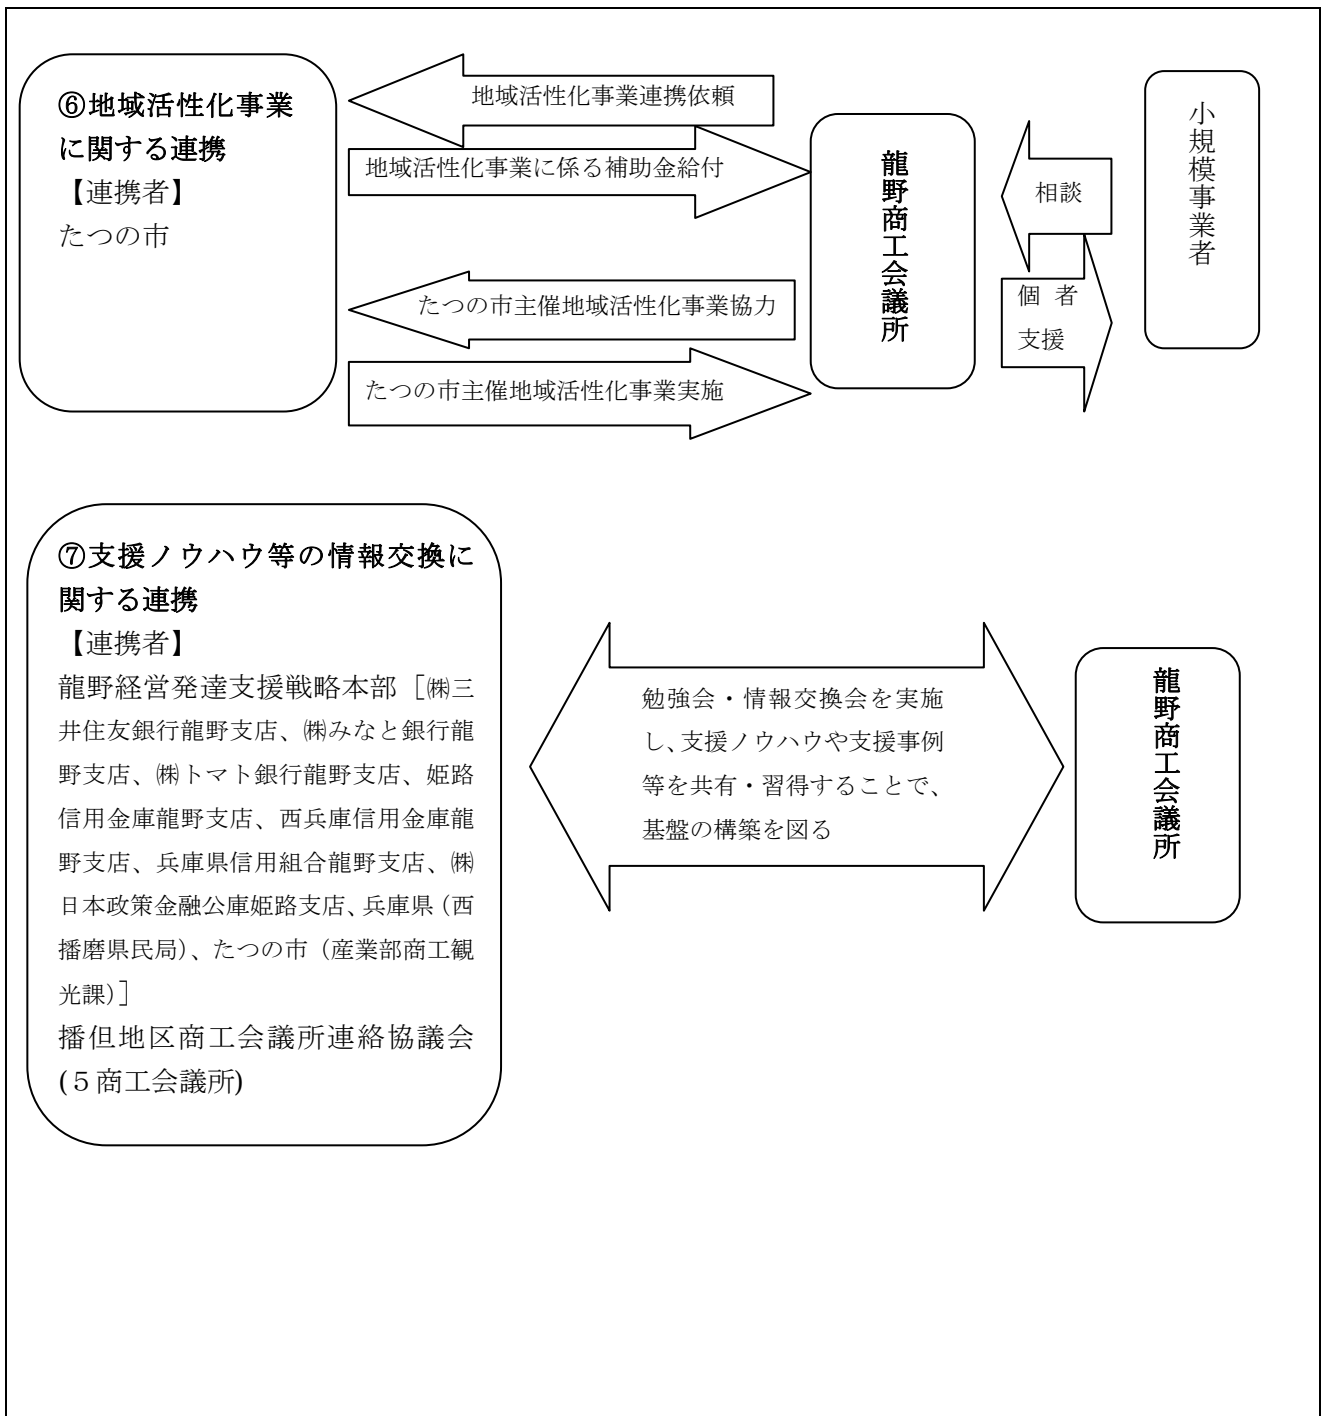 ⑥地域活性化事業
に関する連携
【連携者】
たつの市
地域活性化事業連携依頼
地域活性化事業に係る補助金給付
たつの市主催地域活性化事業協力
たつの市主催地域活性化事業実施
龍野商工会議所
相談
個 者
支援
小規模事業者
⑦支援ノウハウ等の情報交換に
関する連携
【連携者】
龍野経営発達支援戦略本部［㈱三
井住友銀行龍野支店、㈱みなと銀行龍
野支店、㈱トマト銀行龍野支店、姫路
信用金庫龍野支店、西兵庫信用金庫龍
野支店、兵庫県信用組合龍野支店、㈱
日本政策金融公庫姫路支店、兵庫県（西
播磨県民局）、たつの市（産業部商工観
光課）］
播但地区商工会議所連絡協議会
(５商工会議所)
勉強会・情報交換会を実施
し、支援ノウハウや支援事例
等を共有・習得することで、
基盤の構築を図る
龍野商工会議所